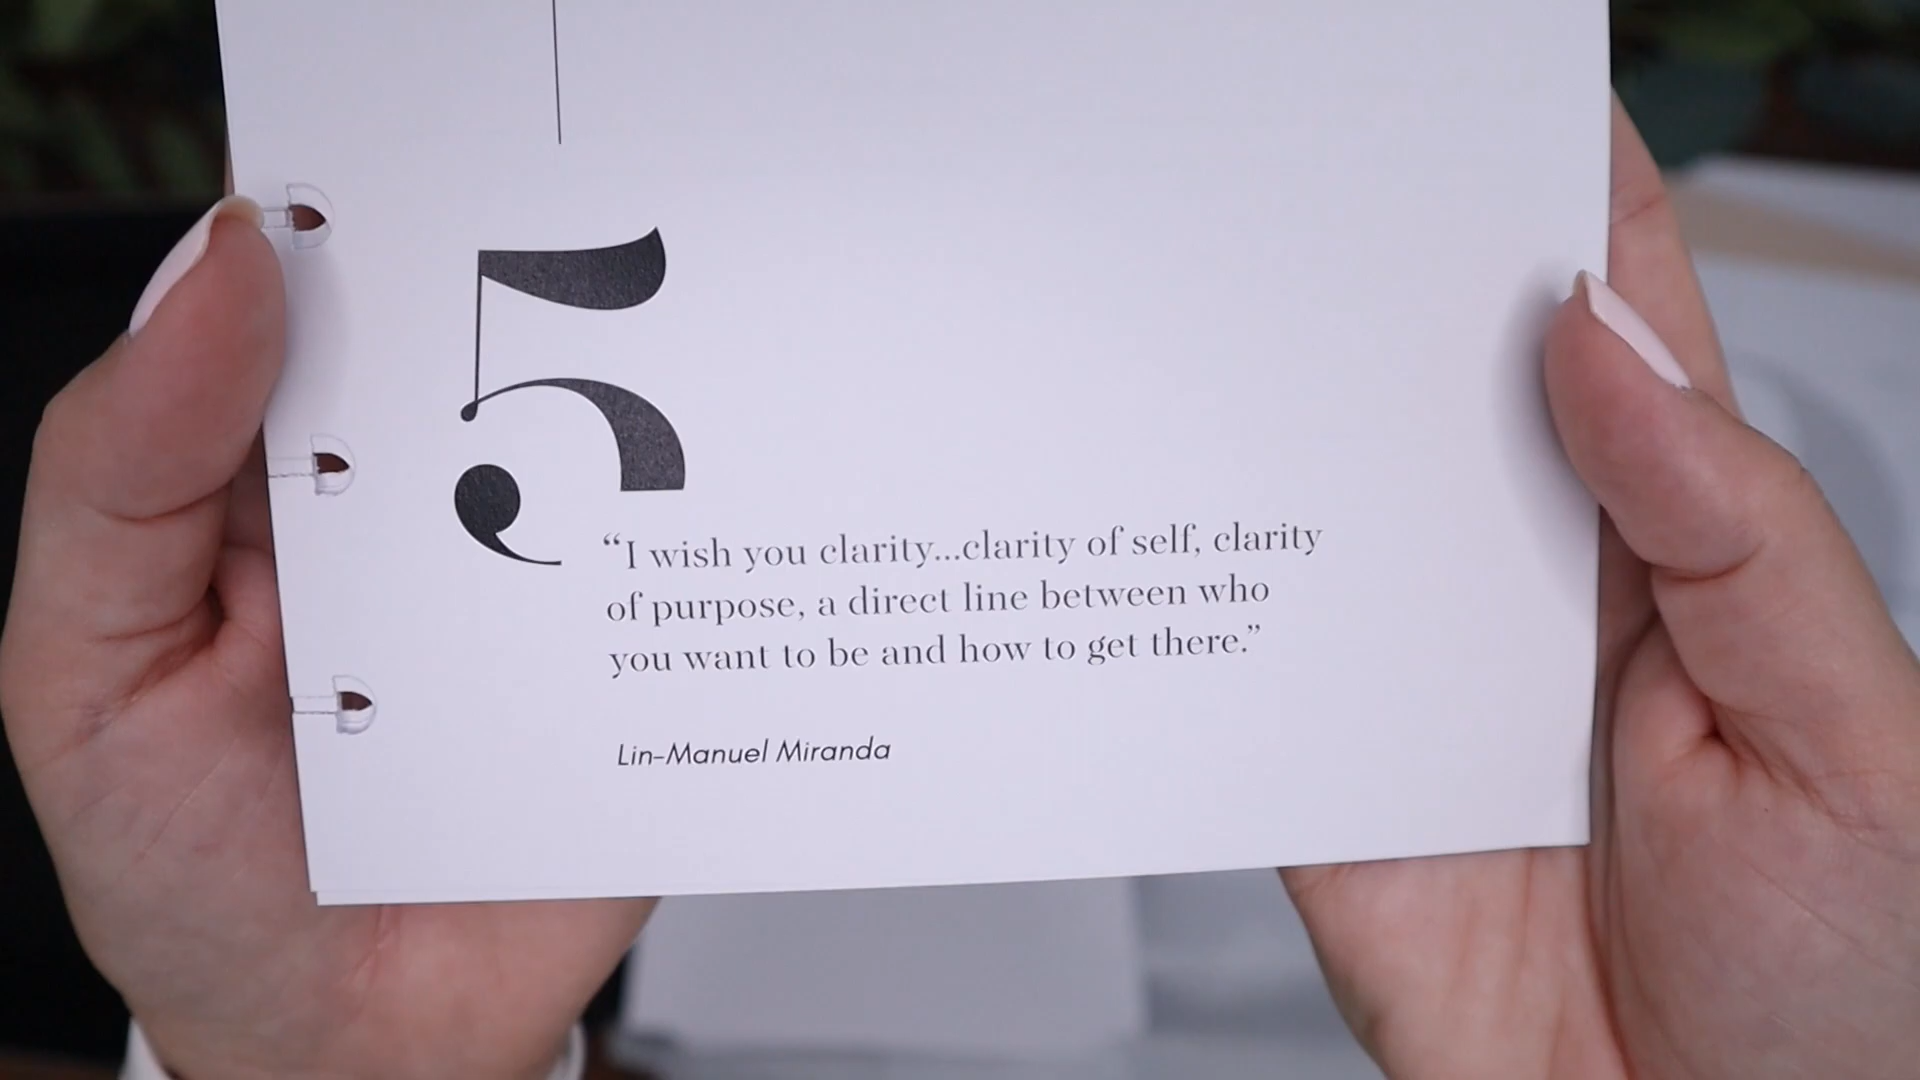 5
“I wish you clarity...clarity of self, clarity
of purpose, a direct line between who
you want to be and how to get there.”
Lin-Manuel Miranda